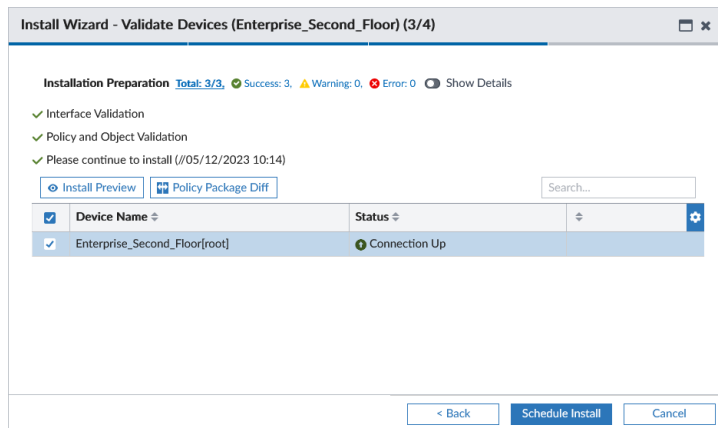 Install Wizard - Validate Devices (Enterprise_Second_Floor) (3/4)
Installation Preparation Total: 3/3, Success: 3, Warning: 0, Error: 0 Show Details
Interface Validation
Policy and Object Validation
Please continue to install (//05/12/2023 10:14)
Install Preview Policy Package Diff Search...
Device Name Status
Enterprise_Second_Floor[root] Connection Up
< Back Schedule Install Cancel